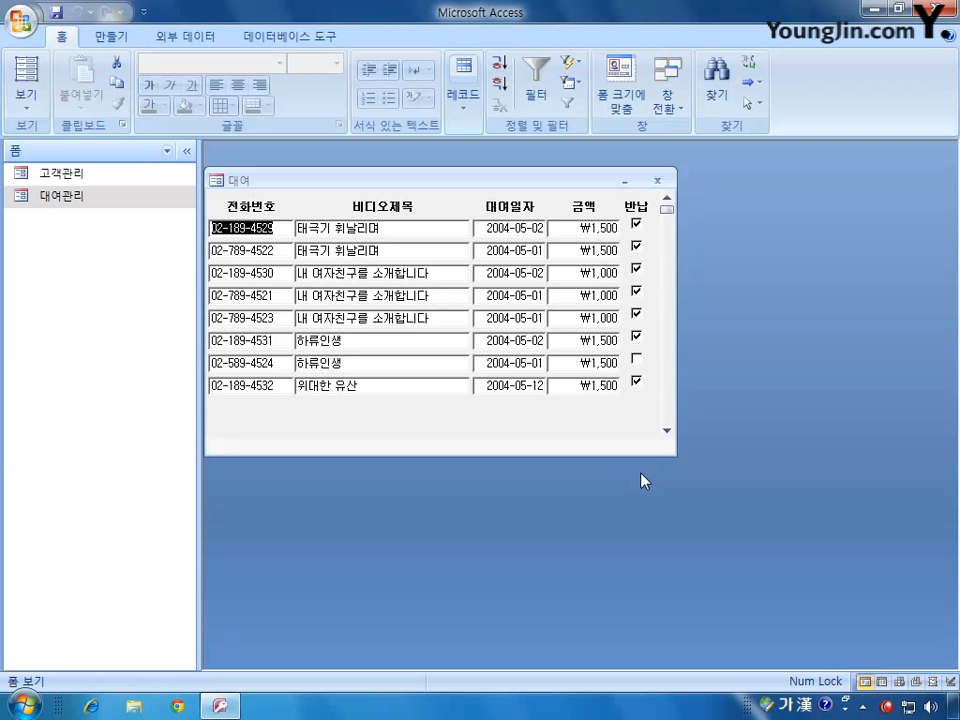 Microsoft Access
YoungJin.com Y.
홈 만들기 외부 데이터 데이터베이스 도구
보기 붙여넣기 가 가 가 가 레코드 필터 폼 크기에 맞춤 창 전환 찾기
보기 클립보드 글꼴 서식 있는 텍스트 정렬 및 필터 창 찾기
폼
고객관리
대여관리
대여
전화번호 비디오제목 대여일자 금액 반납
02-189-4529 태극기 휘날리며 2004-05-02 ₩1,500
02-789-4522 태극기 휘날리며 2004-05-01 ₩1,500
02-189-4530 내 여자친구를 소개합니다 2004-05-02 ₩1,000
02-789-4521 내 여자친구를 소개합니다 2004-05-01 ₩1,000
02-789-4523 내 여자친구를 소개합니다 2004-05-01 ₩1,000
02-189-4531 하류인생 2004-05-02 ₩1,500
02-589-4524 하류인생 2004-05-01 ₩1,500
02-189-4532 위대한 유산 2004-05-12 ₩1,500
폼 보기 Num Lock
가 漢